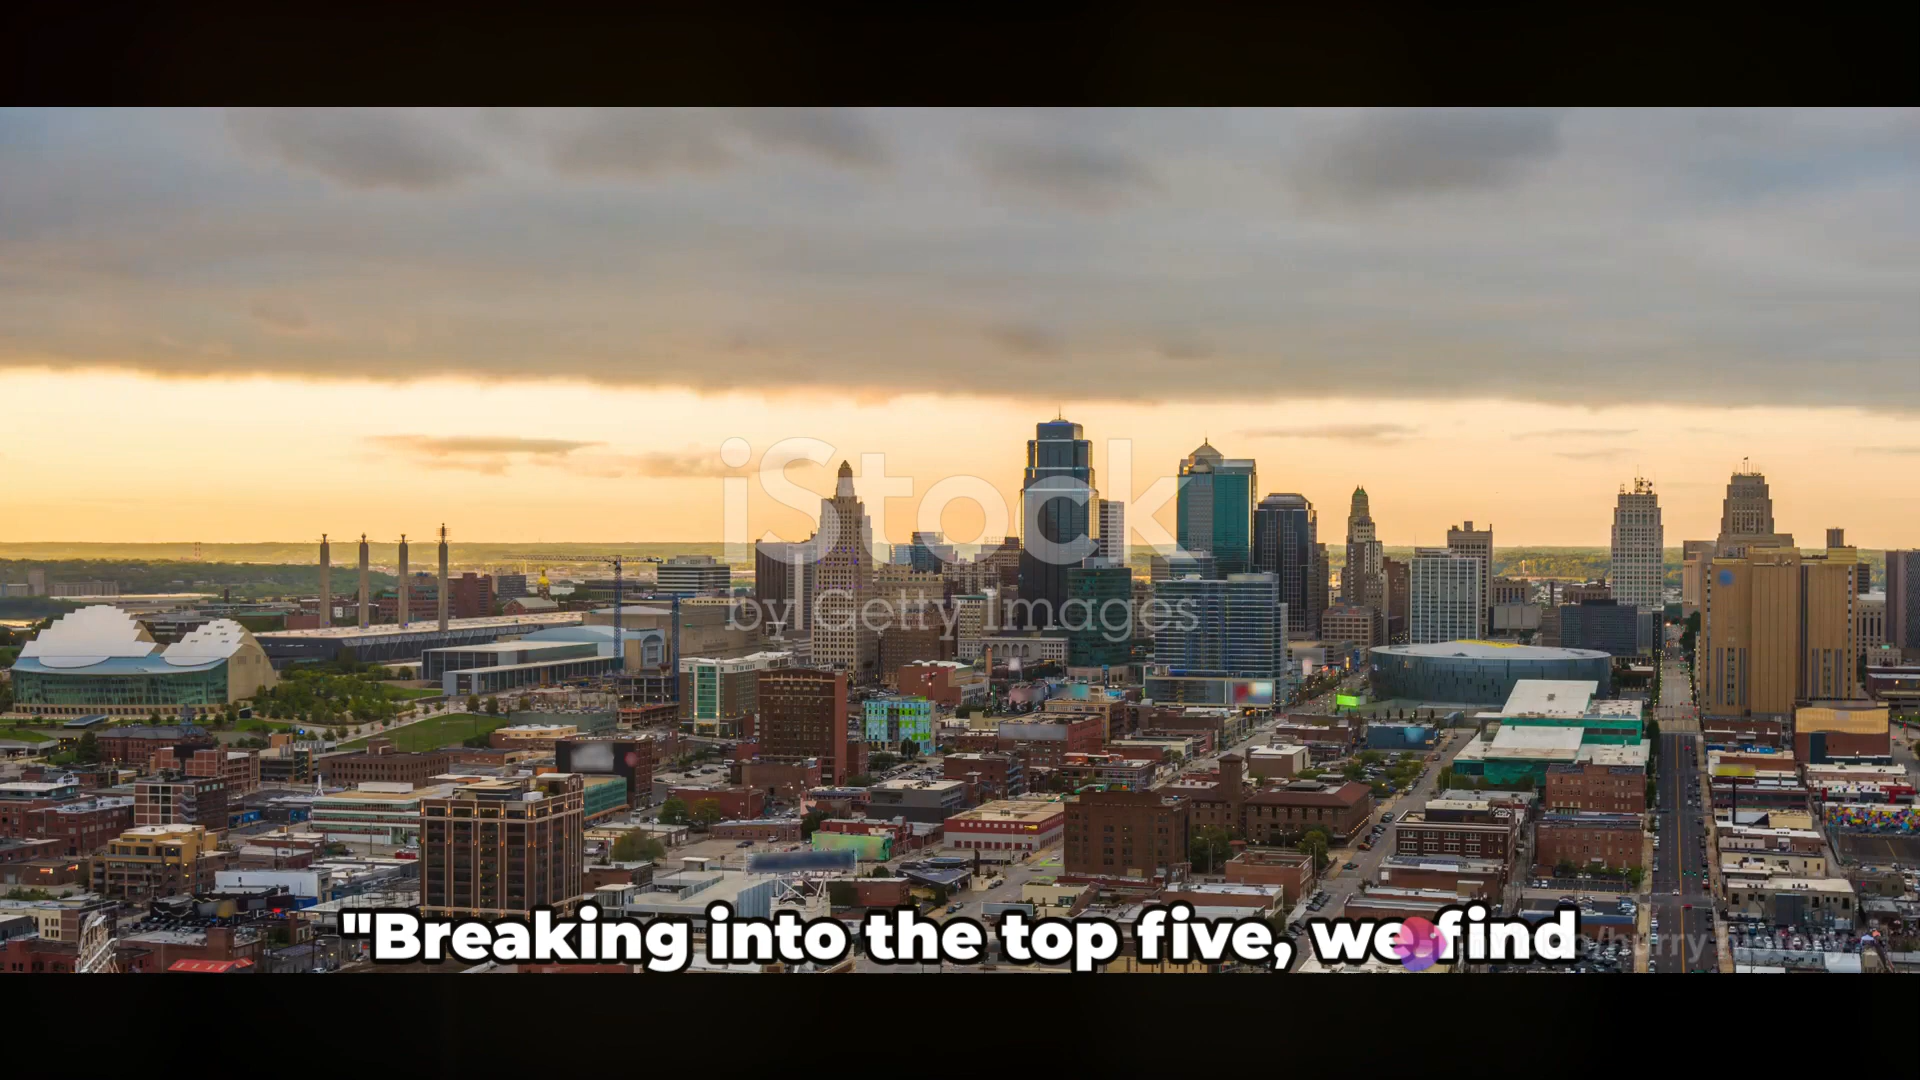 iStock
by Getty Images
"Breaking into the top five, we find